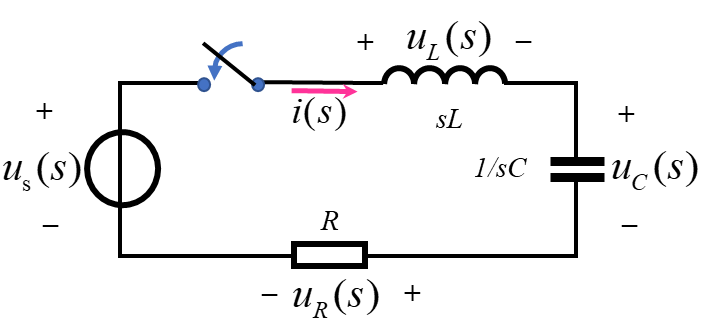 + u_L(s) −
i(s)
sL
+
u_s(s)
−
1/sC
+
u_C(s)
−
R
− u_R(s) +